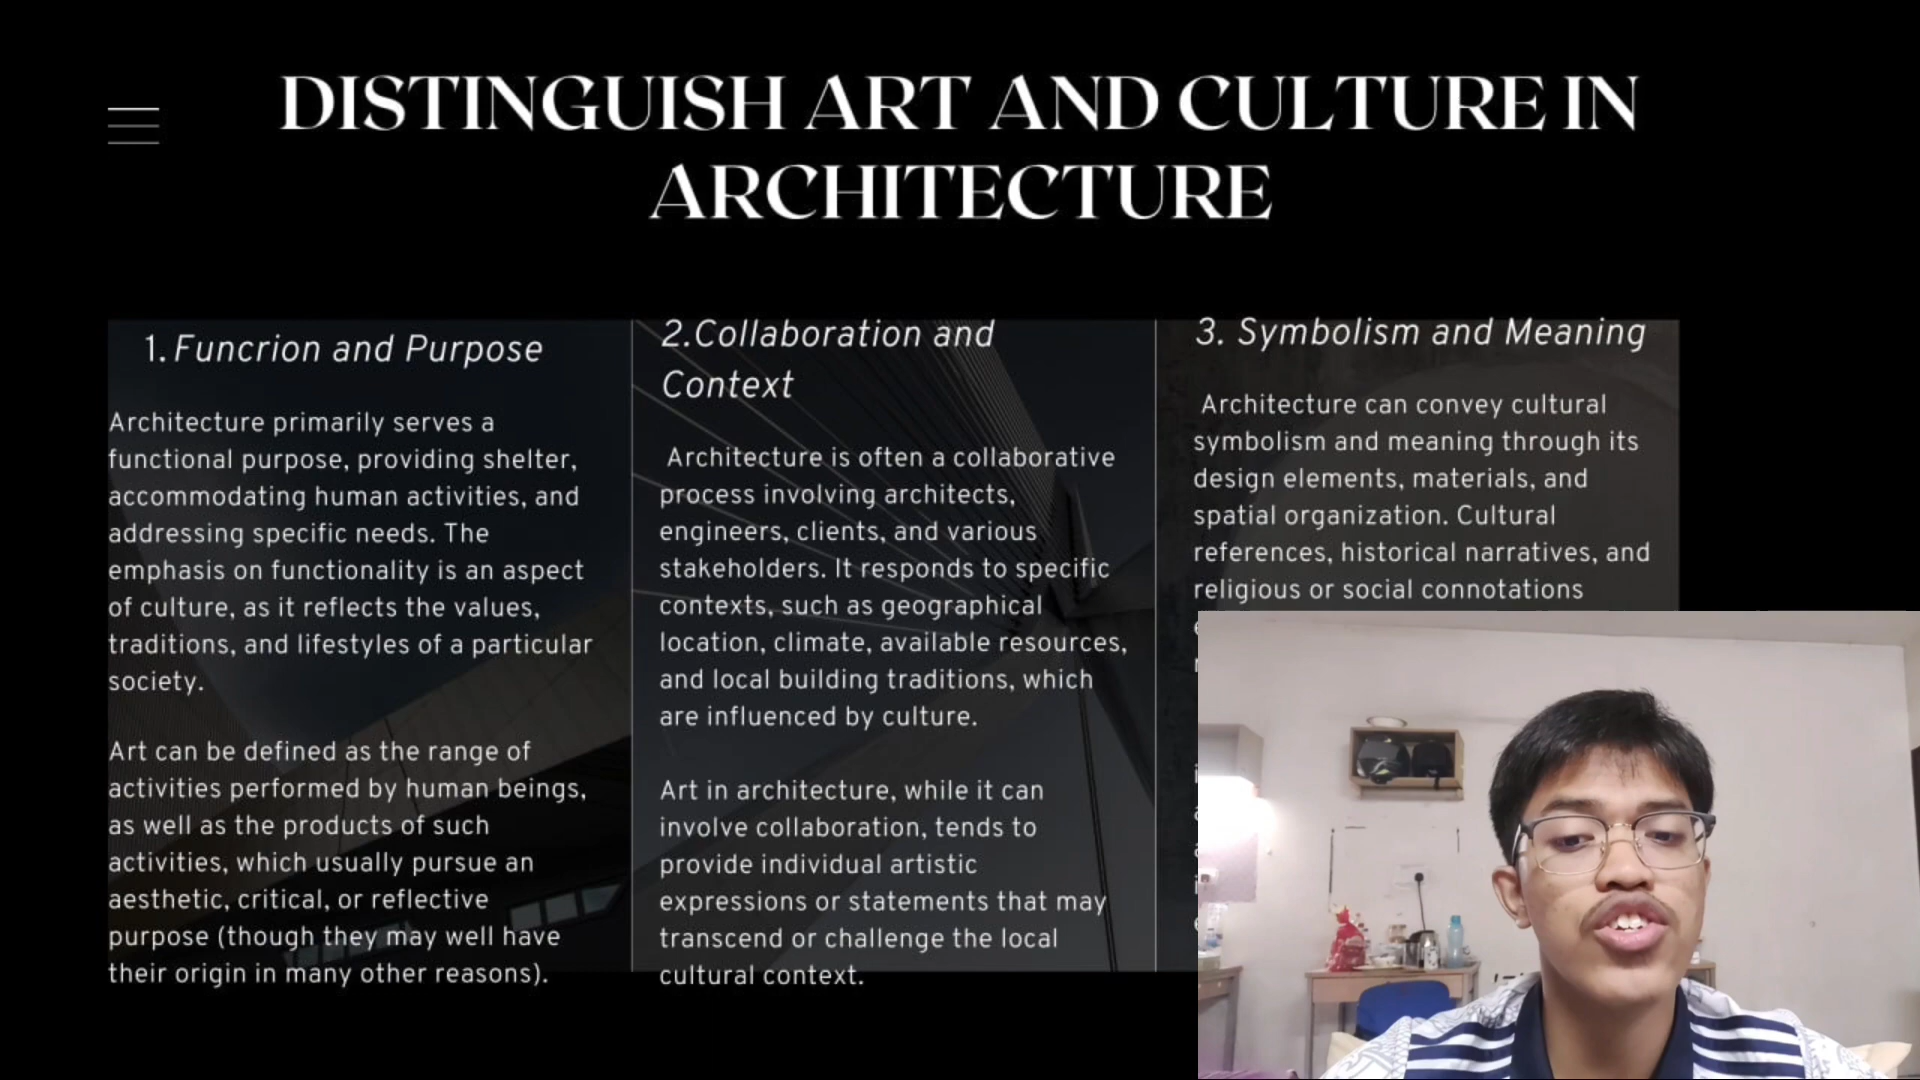 DISTINGUISH ART AND CULTURE IN
ARCHITECTURE
1. Funcrion and Purpose
Architecture primarily serves a
functional purpose, providing shelter,
accommodating human activities, and
addressing specific needs. The
emphasis on functionality is an aspect
of culture, as it reflects the values,
traditions, and lifestyles of a particular
society.
Art can be defined as the range of
activities performed by human beings,
as well as the products of such
activities, which usually pursue an
aesthetic, critical, or reflective
purpose (though they may well have
their origin in many other reasons).
2.Collaboration and
Context
Architecture is often a collaborative
process involving architects,
engineers, clients, and various
stakeholders. It responds to specific
contexts, such as geographical
location, climate, available resources,
and local building traditions, which
are influenced by culture.
Art in architecture, while it can
involve collaboration, tends to
provide individual artistic
expressions or statements that may
transcend or challenge the local
cultural context.
3. Symbolism and Meaning
Architecture can convey cultural
symbolism and meaning through its
design elements, materials, and
spatial organization. Cultural
references, historical narratives, and
religious or social connotations